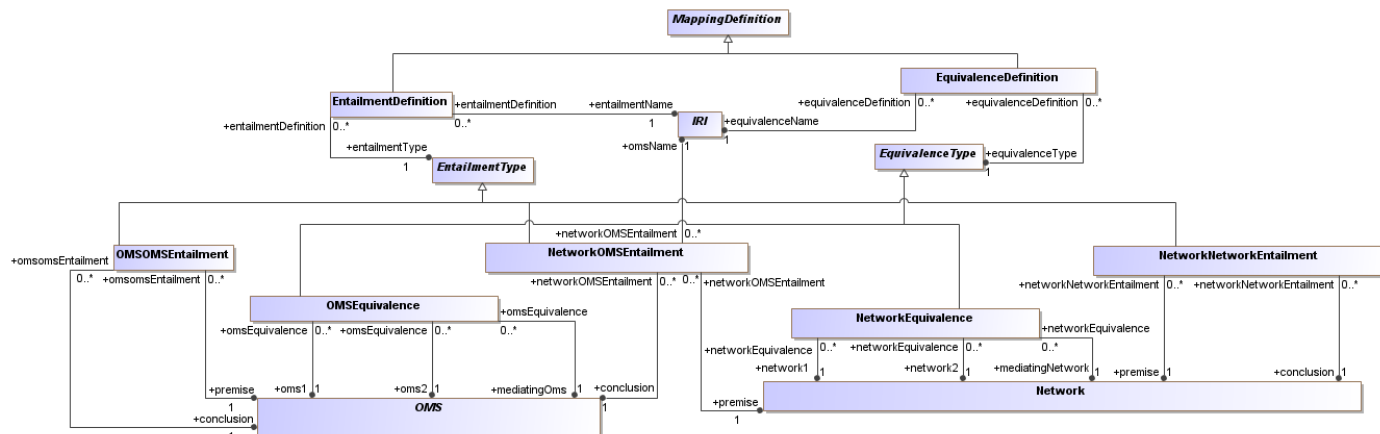 MappingDefinition
EquivalenceDefinition
EntailmentDefinition
+entailmentDefinition
+entailmentName
+equivalenceDefinition
+equivalenceDefinition
0..*
0..*
+entailmentDefinition
0..*
0..*
1
IRI
+equivalenceName
1
+omsName
1
+entailmentType
1
EntailmentType
EquivalenceType
+equivalenceType
1
+networkOMSEntailment
0..*
OMSOMSEntailment
NetworkOMSEntailment
NetworkNetworkEntailment
+omsomsEntailment
0..*
+omsomsEntailment
0..*
+networkOMSEntailment
0..*
0..*
+networkOMSEntailment
+networkNetworkEntailment
0..*
+networkNetworkEntailment
0..*
OMSEquivalence
+omsEquivalence
0..*
+omsEquivalence
0..*
+omsEquivalence
0..*
NetworkEquivalence
+networkEquivalence
0..*
+networkEquivalence
0..*
+networkEquivalence
0..*
+network1
1
+network2
1
+mediatingNetwork
1
+premise
1
+conclusion
1
+premise
1
+oms1
1
+oms2
1
+mediatingOms
1
+conclusion
1
Network
+premise
1
OMS
+conclusion
1